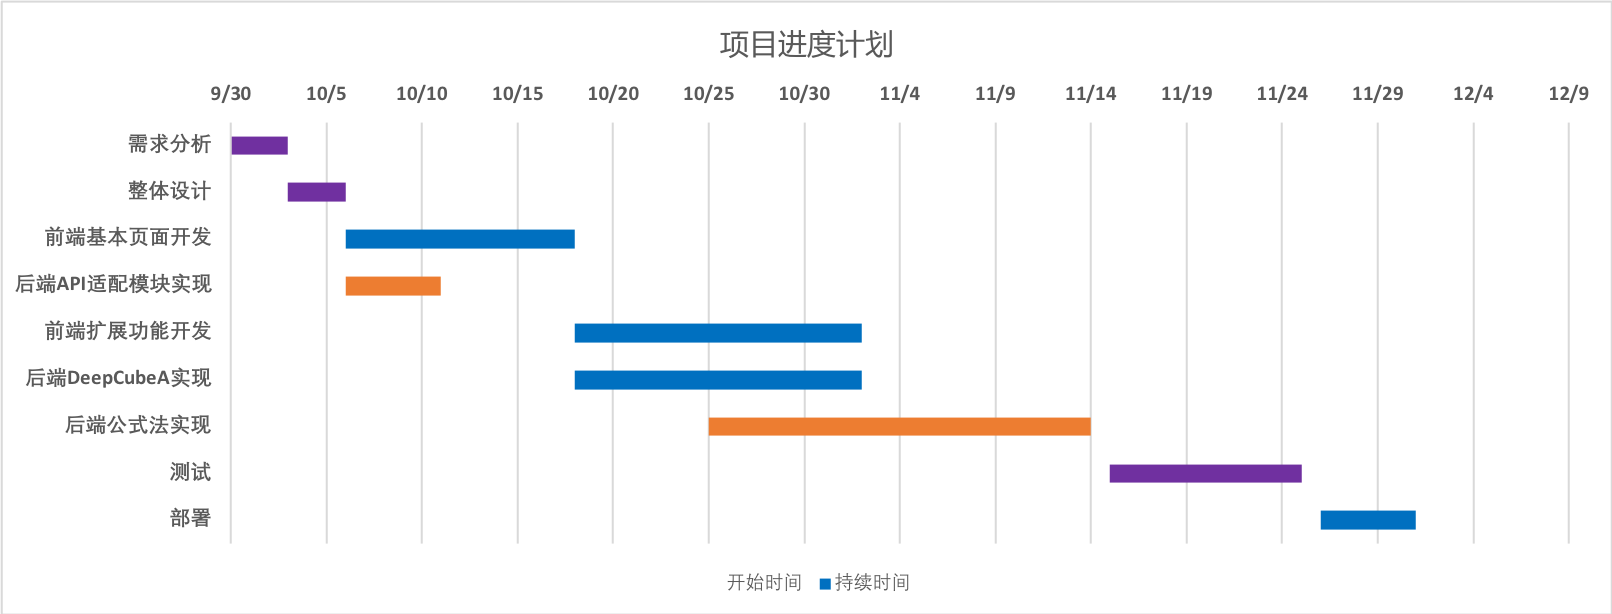 项目进度计划
9/30 10/5 10/10 10/15 10/20 10/25 10/30 11/4 11/9 11/14 11/19 11/24 11/29 12/4 12/9
需求分析
整体设计
前端基本页面开发
后端API适配模块实现
前端扩展功能开发
后端DeepCubeA实现
后端公式法实现
测试
部署
开始时间 持续时间